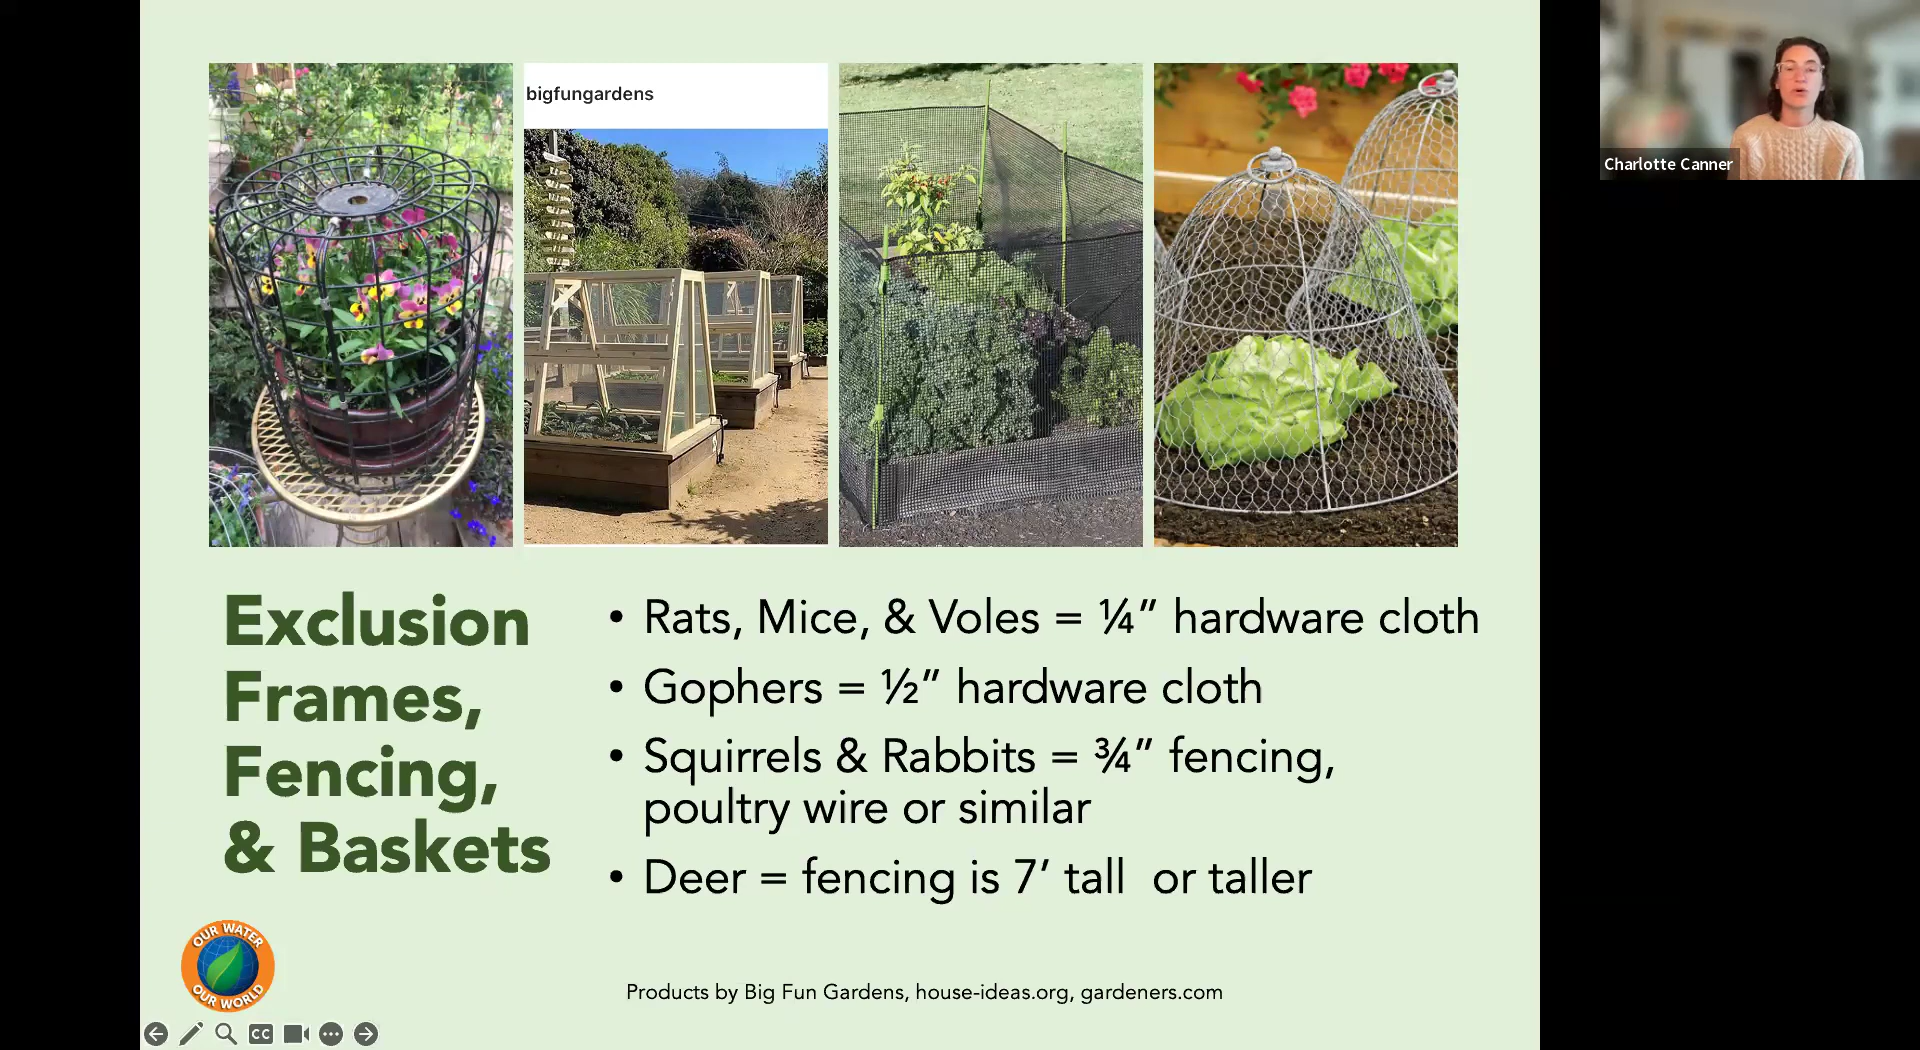 bigfungardens
Charlotte Canner
Exclusion
Frames,
Fencing,
& Baskets
• Rats, Mice, & Voles = ¼” hardware cloth
• Gophers = ½” hardware cloth
• Squirrels & Rabbits = ¾” fencing,
poultry wire or similar
• Deer = fencing is 7’ tall  or taller
OUR WATER
OUR WORLD
Products by Big Fun Gardens, house-ideas.org, gardeners.com
CC